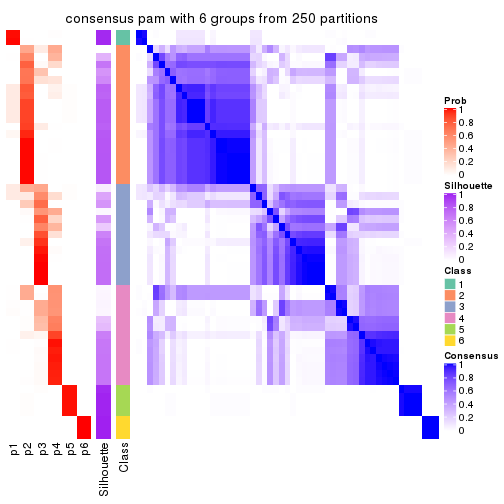 consensus pam with 6 groups from 250 partitions
Prob
1
0.8
0.6
0.4
0.2
0
Silhouette
1
0.8
0.6
0.4
0.2
0
Class
1
2
3
4
5
6
Consensus
1
0.8
0.6
0.4
0.2
0
p1
p2
p3
p4
p5
p6
Silhouette
Class